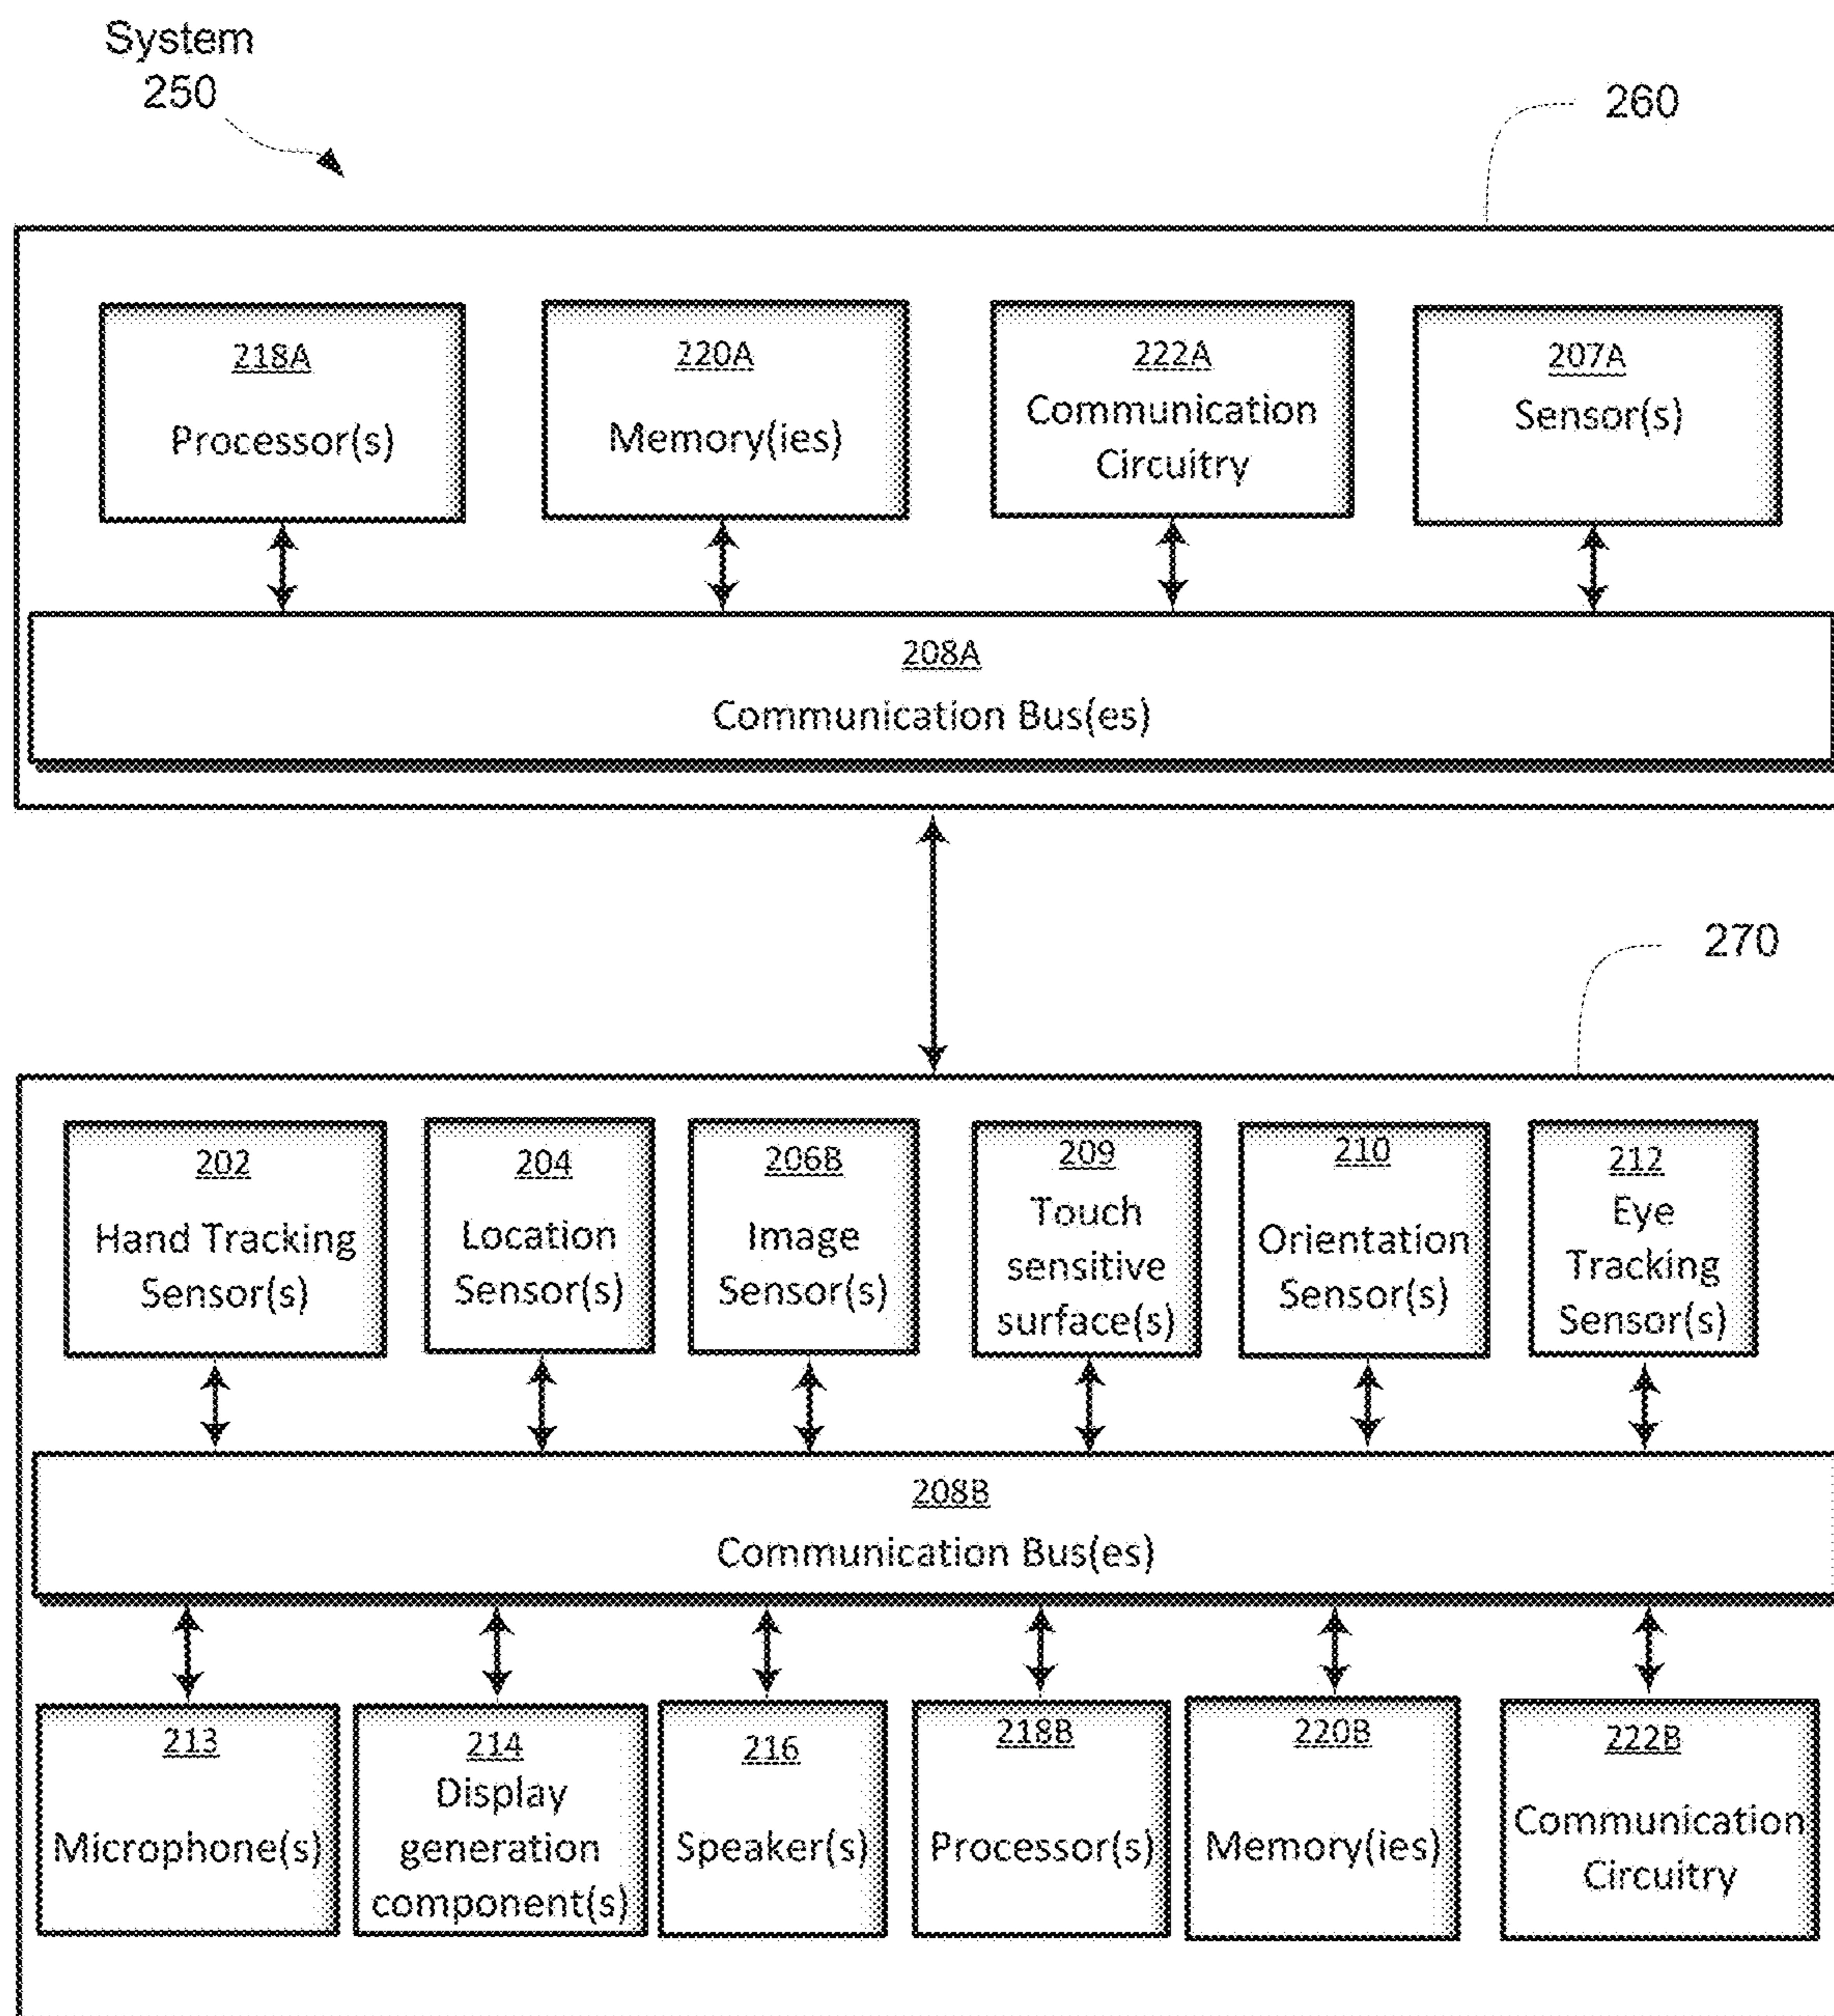 System
250
260
218A
Processor(s)
220A
Memory(ies)
222A
Communication
Circuitry
207A
Sensor(s)
208A
Communication Bus(es)
270
202
Hand Tracking
Sensor(s)
204
Location
Sensor(s)
206B
Image
Sensor(s)
209
Touch
sensitive
surface(s)
210
Orientation
Sensor(s)
212
Eye
Tracking
Sensor(s)
208B
Communication Bus(es)
213
Microphone(s)
214
Display
generation
component(s)
216
Speaker(s)
218B
Processor(s)
220B
Memory(ies)
222B
Communication
Circuitry